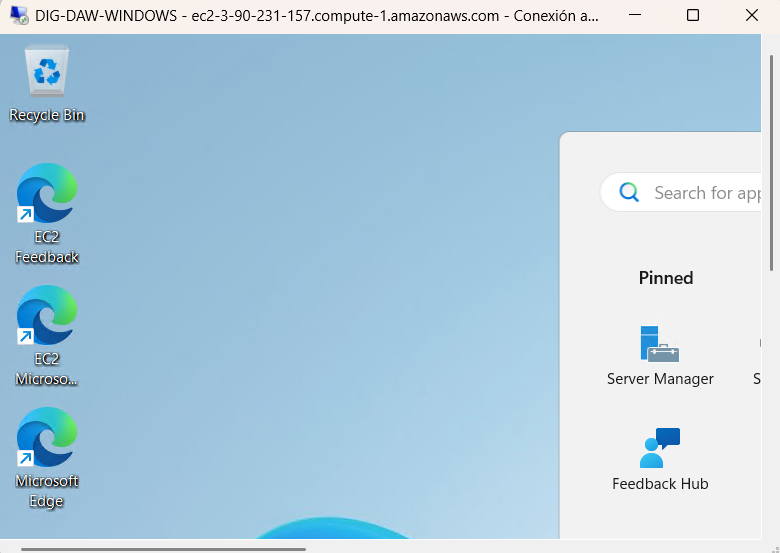 DIG-DAW-WINDOWS - ec2-3-90-231-157.compute-1.amazonaws.com - Conexión a...
Recycle Bin
EC2
Feedback
EC2
Microso...
Microsoft
Edge
Search for app
Pinned
Server Manager
S
Feedback Hub